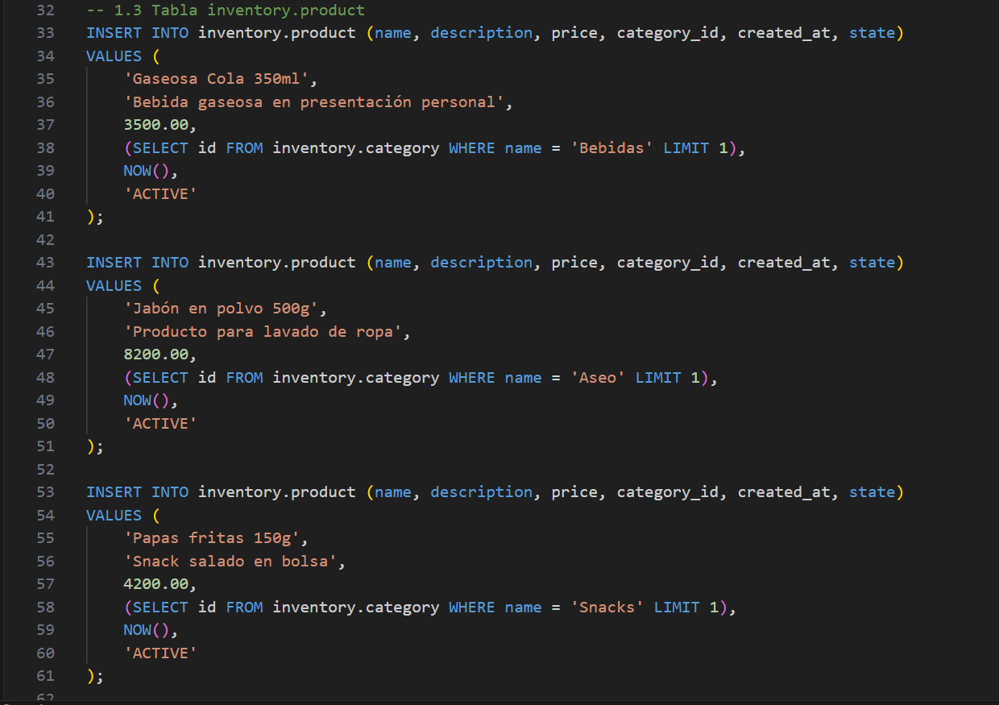 32 -- 1.3 Tabla inventory.product
33 INSERT INTO inventory.product (name, description, price, category_id, created_at, state)
34 VALUES (
35     'Gaseosa Cola 350ml',
36     'Bebida gaseosa en presentación personal',
37     3500.00,
38     (SELECT id FROM inventory.category WHERE name = 'Bebidas' LIMIT 1),
39     NOW(),
40     'ACTIVE'
41 );
42
43 INSERT INTO inventory.product (name, description, price, category_id, created_at, state)
44 VALUES (
45     'Jabón en polvo 500g',
46     'Producto para lavado de ropa',
47     8200.00,
48     (SELECT id FROM inventory.category WHERE name = 'Aseo' LIMIT 1),
49     NOW(),
50     'ACTIVE'
51 );
52
53 INSERT INTO inventory.product (name, description, price, category_id, created_at, state)
54 VALUES (
55     'Papas fritas 150g',
56     'Snack salado en bolsa',
57     4200.00,
58     (SELECT id FROM inventory.category WHERE name = 'Snacks' LIMIT 1),
59     NOW(),
60     'ACTIVE'
61 );
62